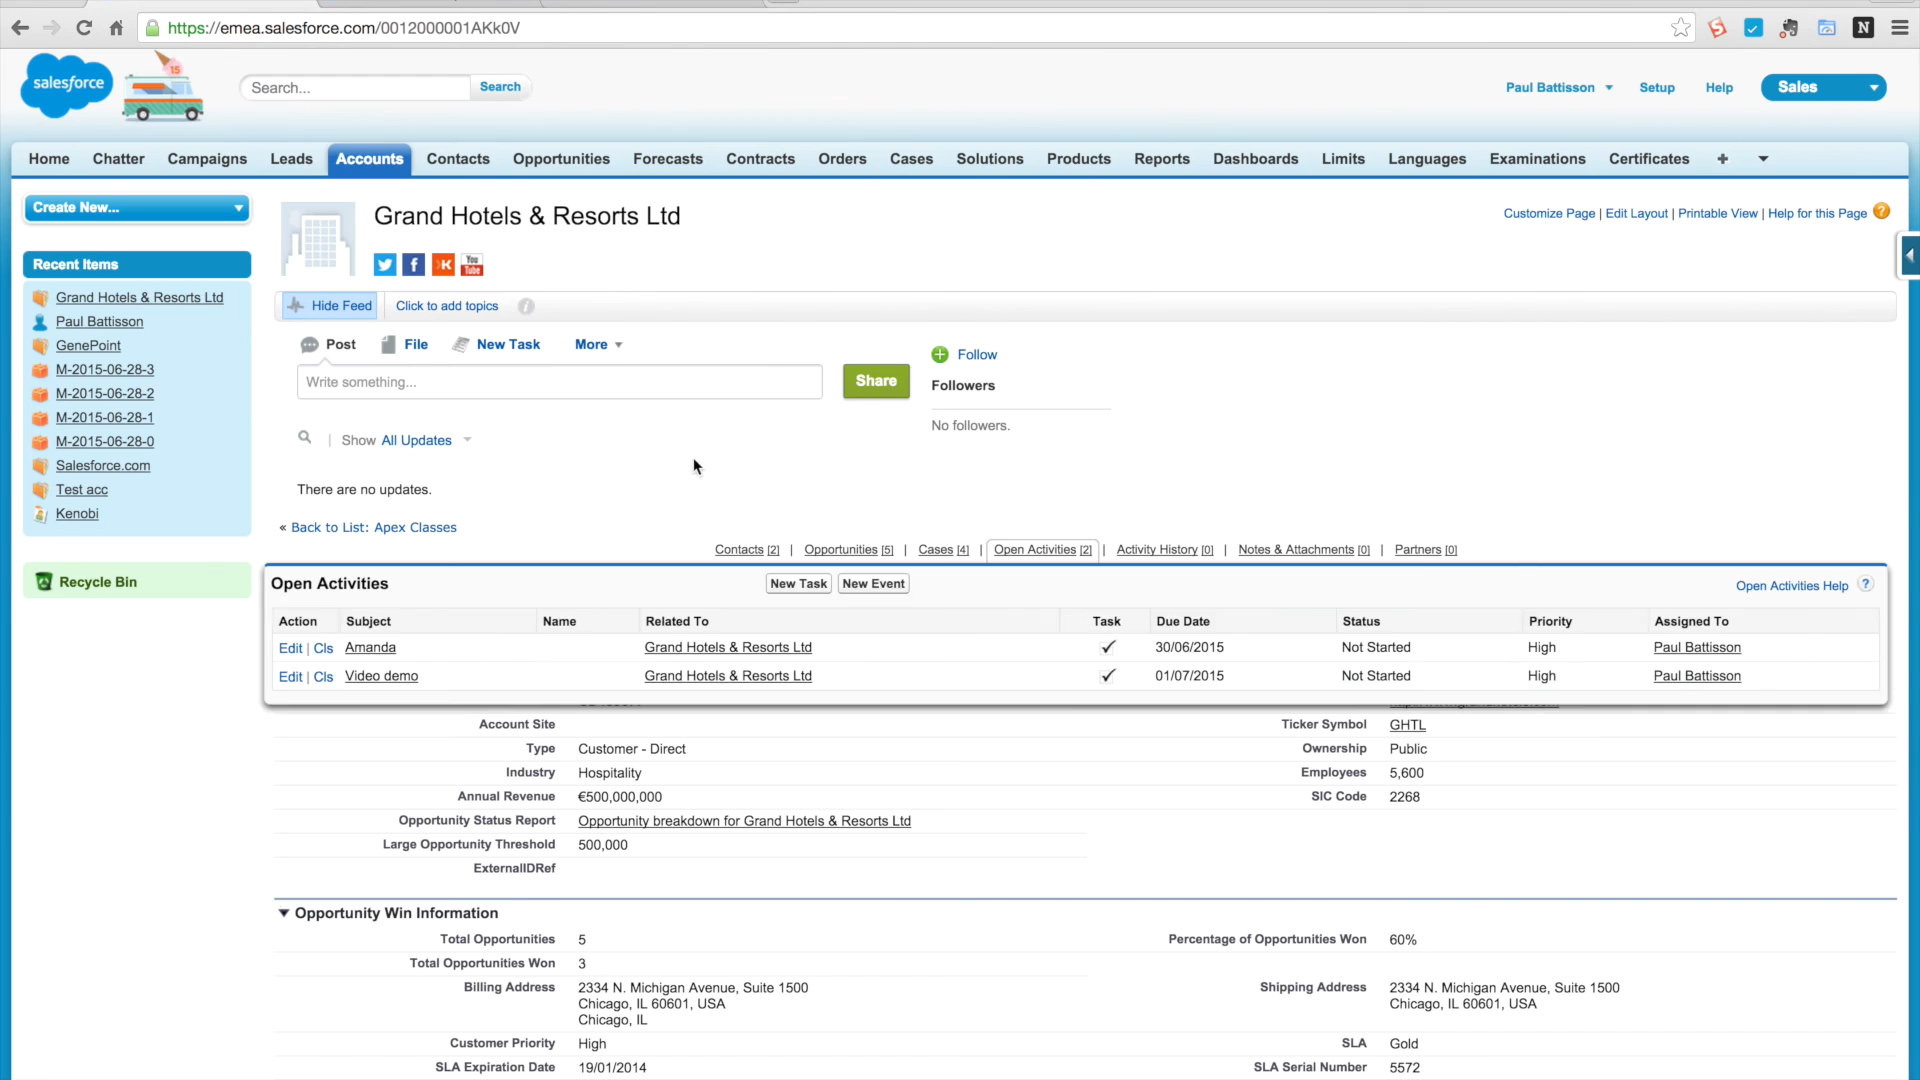 https://emea.salesforce.com/0012000001AKk0V
N
salesforce
15
Search...
Search
Paul Battisson
Setup
Help
Sales
Home
Chatter
Campaigns
Leads
Accounts
Contacts
Opportunities
Forecasts
Contracts
Orders
Cases
Solutions
Products
Reports
Dashboards
Limits
Languages
Examinations
Certificates
+
Create New...
Recent Items
Grand Hotels & Resorts Ltd
Paul Battisson
GenePoint
M-2015-06-28-3
M-2015-06-28-2
M-2015-06-28-1
M-2015-06-28-0
Salesforce.com
Test acc
Kenobi
Recycle Bin
Grand Hotels & Resorts Ltd
Customize Page | Edit Layout | Printable View | Help for this Page ?
You Tube
Hide Feed
Click to add topics
i
Post
File
New Task
More
Write something...
Share
Follow
Followers
No followers.
Show All Updates
There are no updates.
« Back to List: Apex Classes
Contacts [2] | Opportunities [5] | Cases [4] | Open Activities [2] | Activity History [0] | Notes & Attachments [0] | Partners [0]
Open Activities
New Task
New Event
Open Activities Help ?
Action Subject Name Related To Task Due Date Status Priority Assigned To
Edit | Cls Amanda Grand Hotels & Resorts Ltd ✓ 30/06/2015 Not Started High Paul Battisson
Edit | Cls Video demo Grand Hotels & Resorts Ltd ✓ 01/07/2015 Not Started High Paul Battisson
Account Site
Ticker Symbol GHTL
Type Customer - Direct
Ownership Public
Industry Hospitality
Employees 5,600
Annual Revenue €500,000,000
SIC Code 2268
Opportunity Status Report Opportunity breakdown for Grand Hotels & Resorts Ltd
Large Opportunity Threshold 500,000
ExternalIDRef
Opportunity Win Information
Total Opportunities 5
Percentage of Opportunities Won 60%
Total Opportunities Won 3
Billing Address 2334 N. Michigan Avenue, Suite 1500
Chicago, IL 60601, USA
Chicago, IL
Shipping Address 2334 N. Michigan Avenue, Suite 1500
Chicago, IL 60601, USA
Customer Priority High
SLA Gold
SLA Expiration Date 19/01/2014
SLA Serial Number 5572